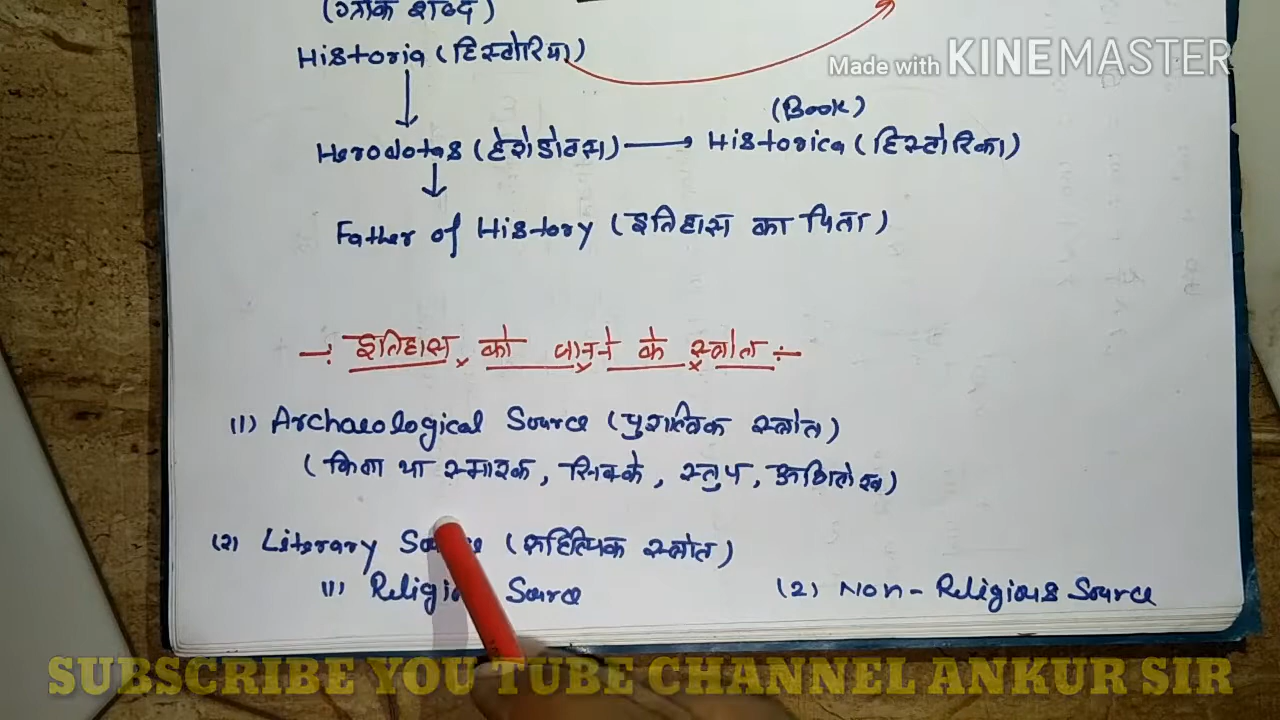 (ग्रीक शब्द)
Historia (हिस्टोरिया)
Made with KINEMASTER
(Book)
Herodotas (हेरोडोटस) → Historica (हिस्टोरिका)
Father of History (इतिहास का पिता)
-: इतिहास को जानने के स्त्रोत :-
(1) Archaeological Source (पुरात्विक स्त्रोत)
(किला या स्मारक, सिक्के, स्तुप, अभिलेख)
(2) Literary Source (साहित्यिक स्त्रोत)
(1) Religious Source (2) Non-Religious Source
SUBSCRIBE YOU TUBE CHANNEL ANKUR SIR